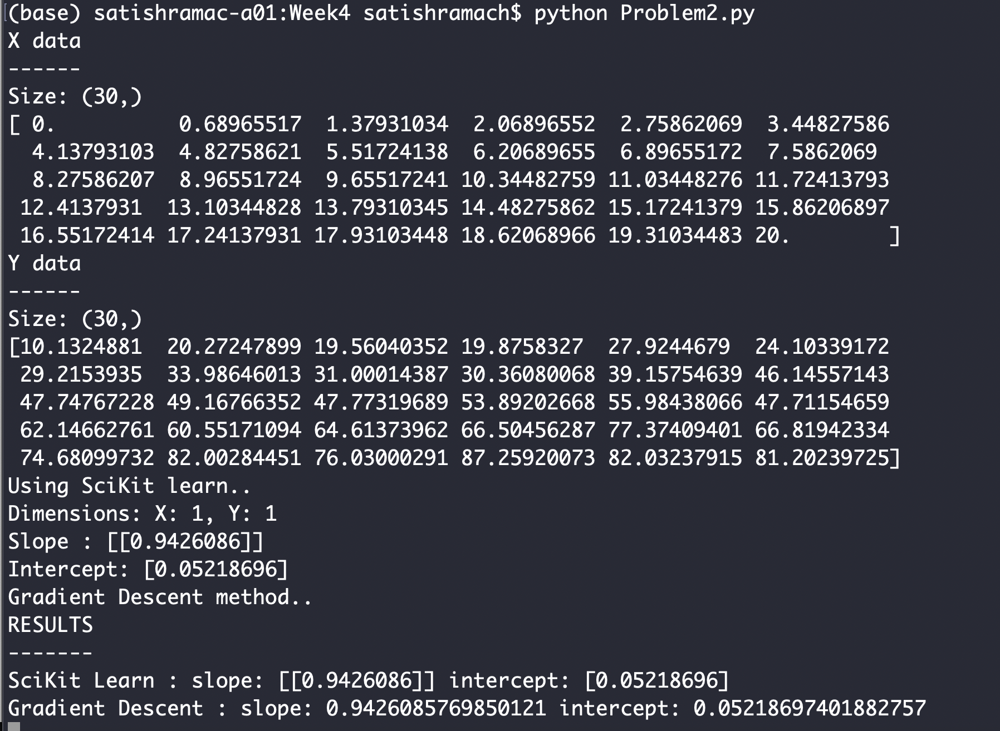 (base) satishramac-a01:Week4 satishramach$ python Problem2.py
X data
------
Size: (30,)
[ 0.          0.68965517  1.37931034  2.06896552  2.75862069  3.44827586
  4.13793103  4.82758621  5.51724138  6.20689655  6.89655172  7.5862069
  8.27586207  8.96551724  9.65517241 10.34482759 11.03448276 11.72413793
 12.4137931  13.10344828 13.79310345 14.48275862 15.17241379 15.86206897
 16.55172414 17.24137931 17.93103448 18.62068966 19.31034483 20.        ]
Y data
------
Size: (30,)
[10.1324881  20.27247899 19.56040352 19.8758327  27.9244679  24.10339172
 29.2153935  33.98646013 31.00014387 30.36080068 39.15754639 46.14557143
 47.74767228 49.16766352 47.77319689 53.89202668 55.98438066 47.71154659
 62.14662761 60.55171094 64.61373962 66.50456287 77.37409401 66.81942334
 74.68099732 82.00284451 76.03000291 87.25920073 82.03237915 81.20239725]
Using SciKit learn..
Dimensions: X: 1, Y: 1
Slope : [[0.9426086]]
Intercept: [0.05218696]
Gradient Descent method..
RESULTS
-------
SciKit Learn : slope: [[0.9426086]] intercept: [0.05218696]
Gradient Descent : slope: 0.9426085769850121 intercept: 0.05218697401882757